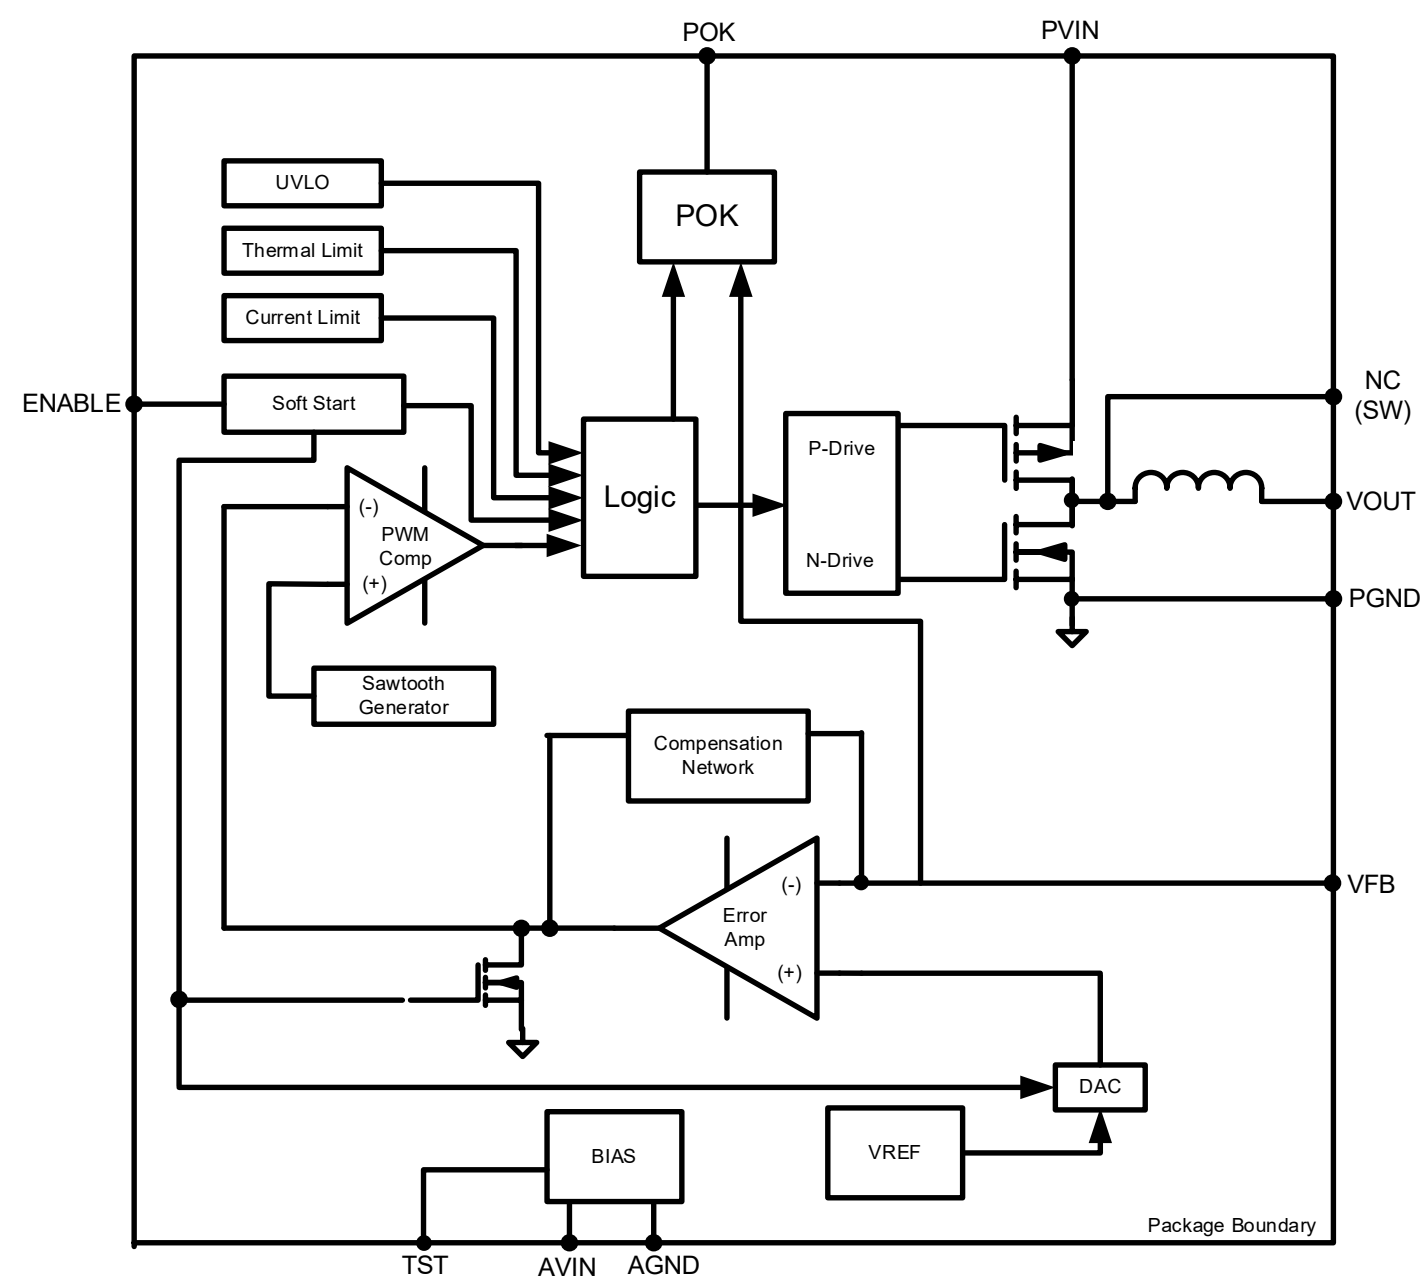 POK
PVIN
UVLO
POK
Thermal Limit
Current Limit
ENABLE
Soft Start
NC
(SW)
P-Drive
Logic
VOUT
(-)
PWM
Comp
(+)
N-Drive
PGND
Sawtooth
Generator
Compensation
Network
(-)
VFB
Error
Amp
(+)
DAC
BIAS
VREF
Package Boundary
TST
AVIN
AGND